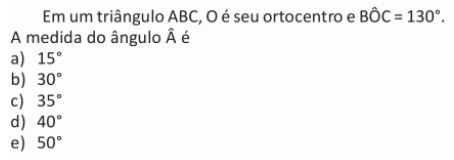 Em um triângulo ABC, O é seu ortocentro e BÔC = 130°.
A medida do ângulo Â é
a) 15°
b) 30°
c) 35°
d) 40°
e) 50°